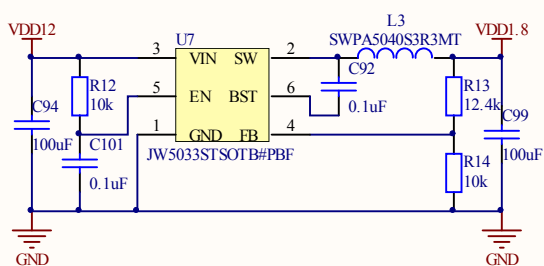 VDD12
U7
L3
SWPA5040S3R3MT
VDD1.8
3 VIN SW 2
C92
0.1uF
R12
10k
5 EN BST 6
R13
12.4k
C94
100uF
1 GND FB 4
C99
100uF
C101
0.1uF
JW5033STSOTB#PBF
R14
10k
GND
GND